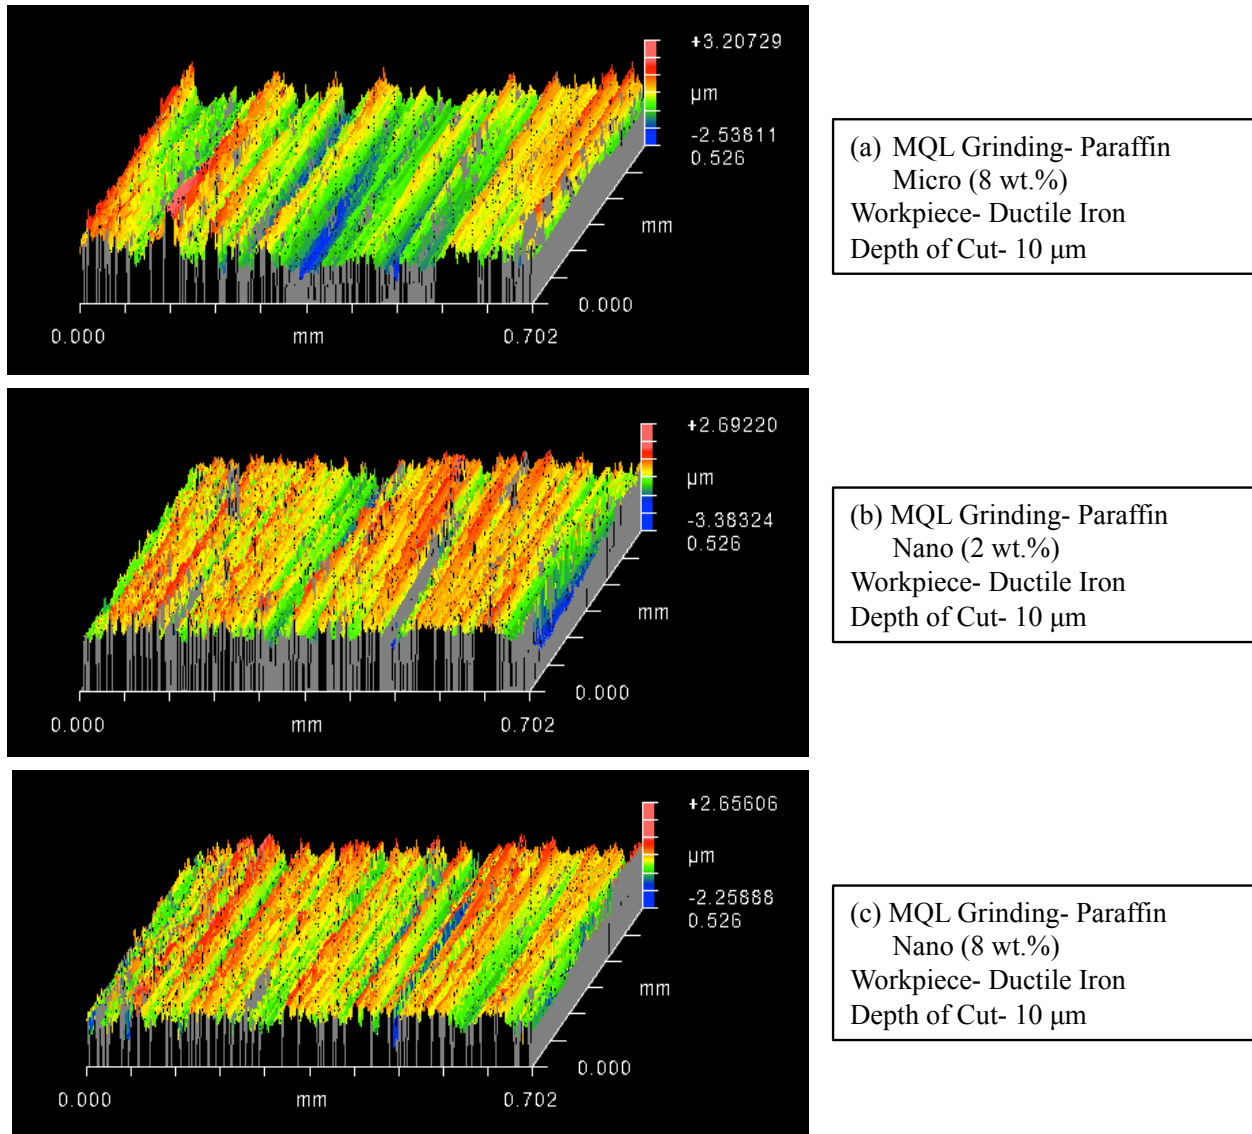 +3.20729
µm
-2.53811
0.526
mm
0.000
0.000
mm
0.702
(a) MQL Grinding- Paraffin
Micro (8 wt.%)
Workpiece- Ductile Iron
Depth of Cut- 10 µm
+2.69220
µm
-3.38324
0.526
mm
0.000
0.000
mm
0.702
(b) MQL Grinding- Paraffin
Nano (2 wt.%)
Workpiece- Ductile Iron
Depth of Cut- 10 µm
+2.65606
µm
-2.25888
0.526
mm
0.000
0.000
mm
0.702
(c) MQL Grinding- Paraffin
Nano (8 wt.%)
Workpiece- Ductile Iron
Depth of Cut- 10 µm